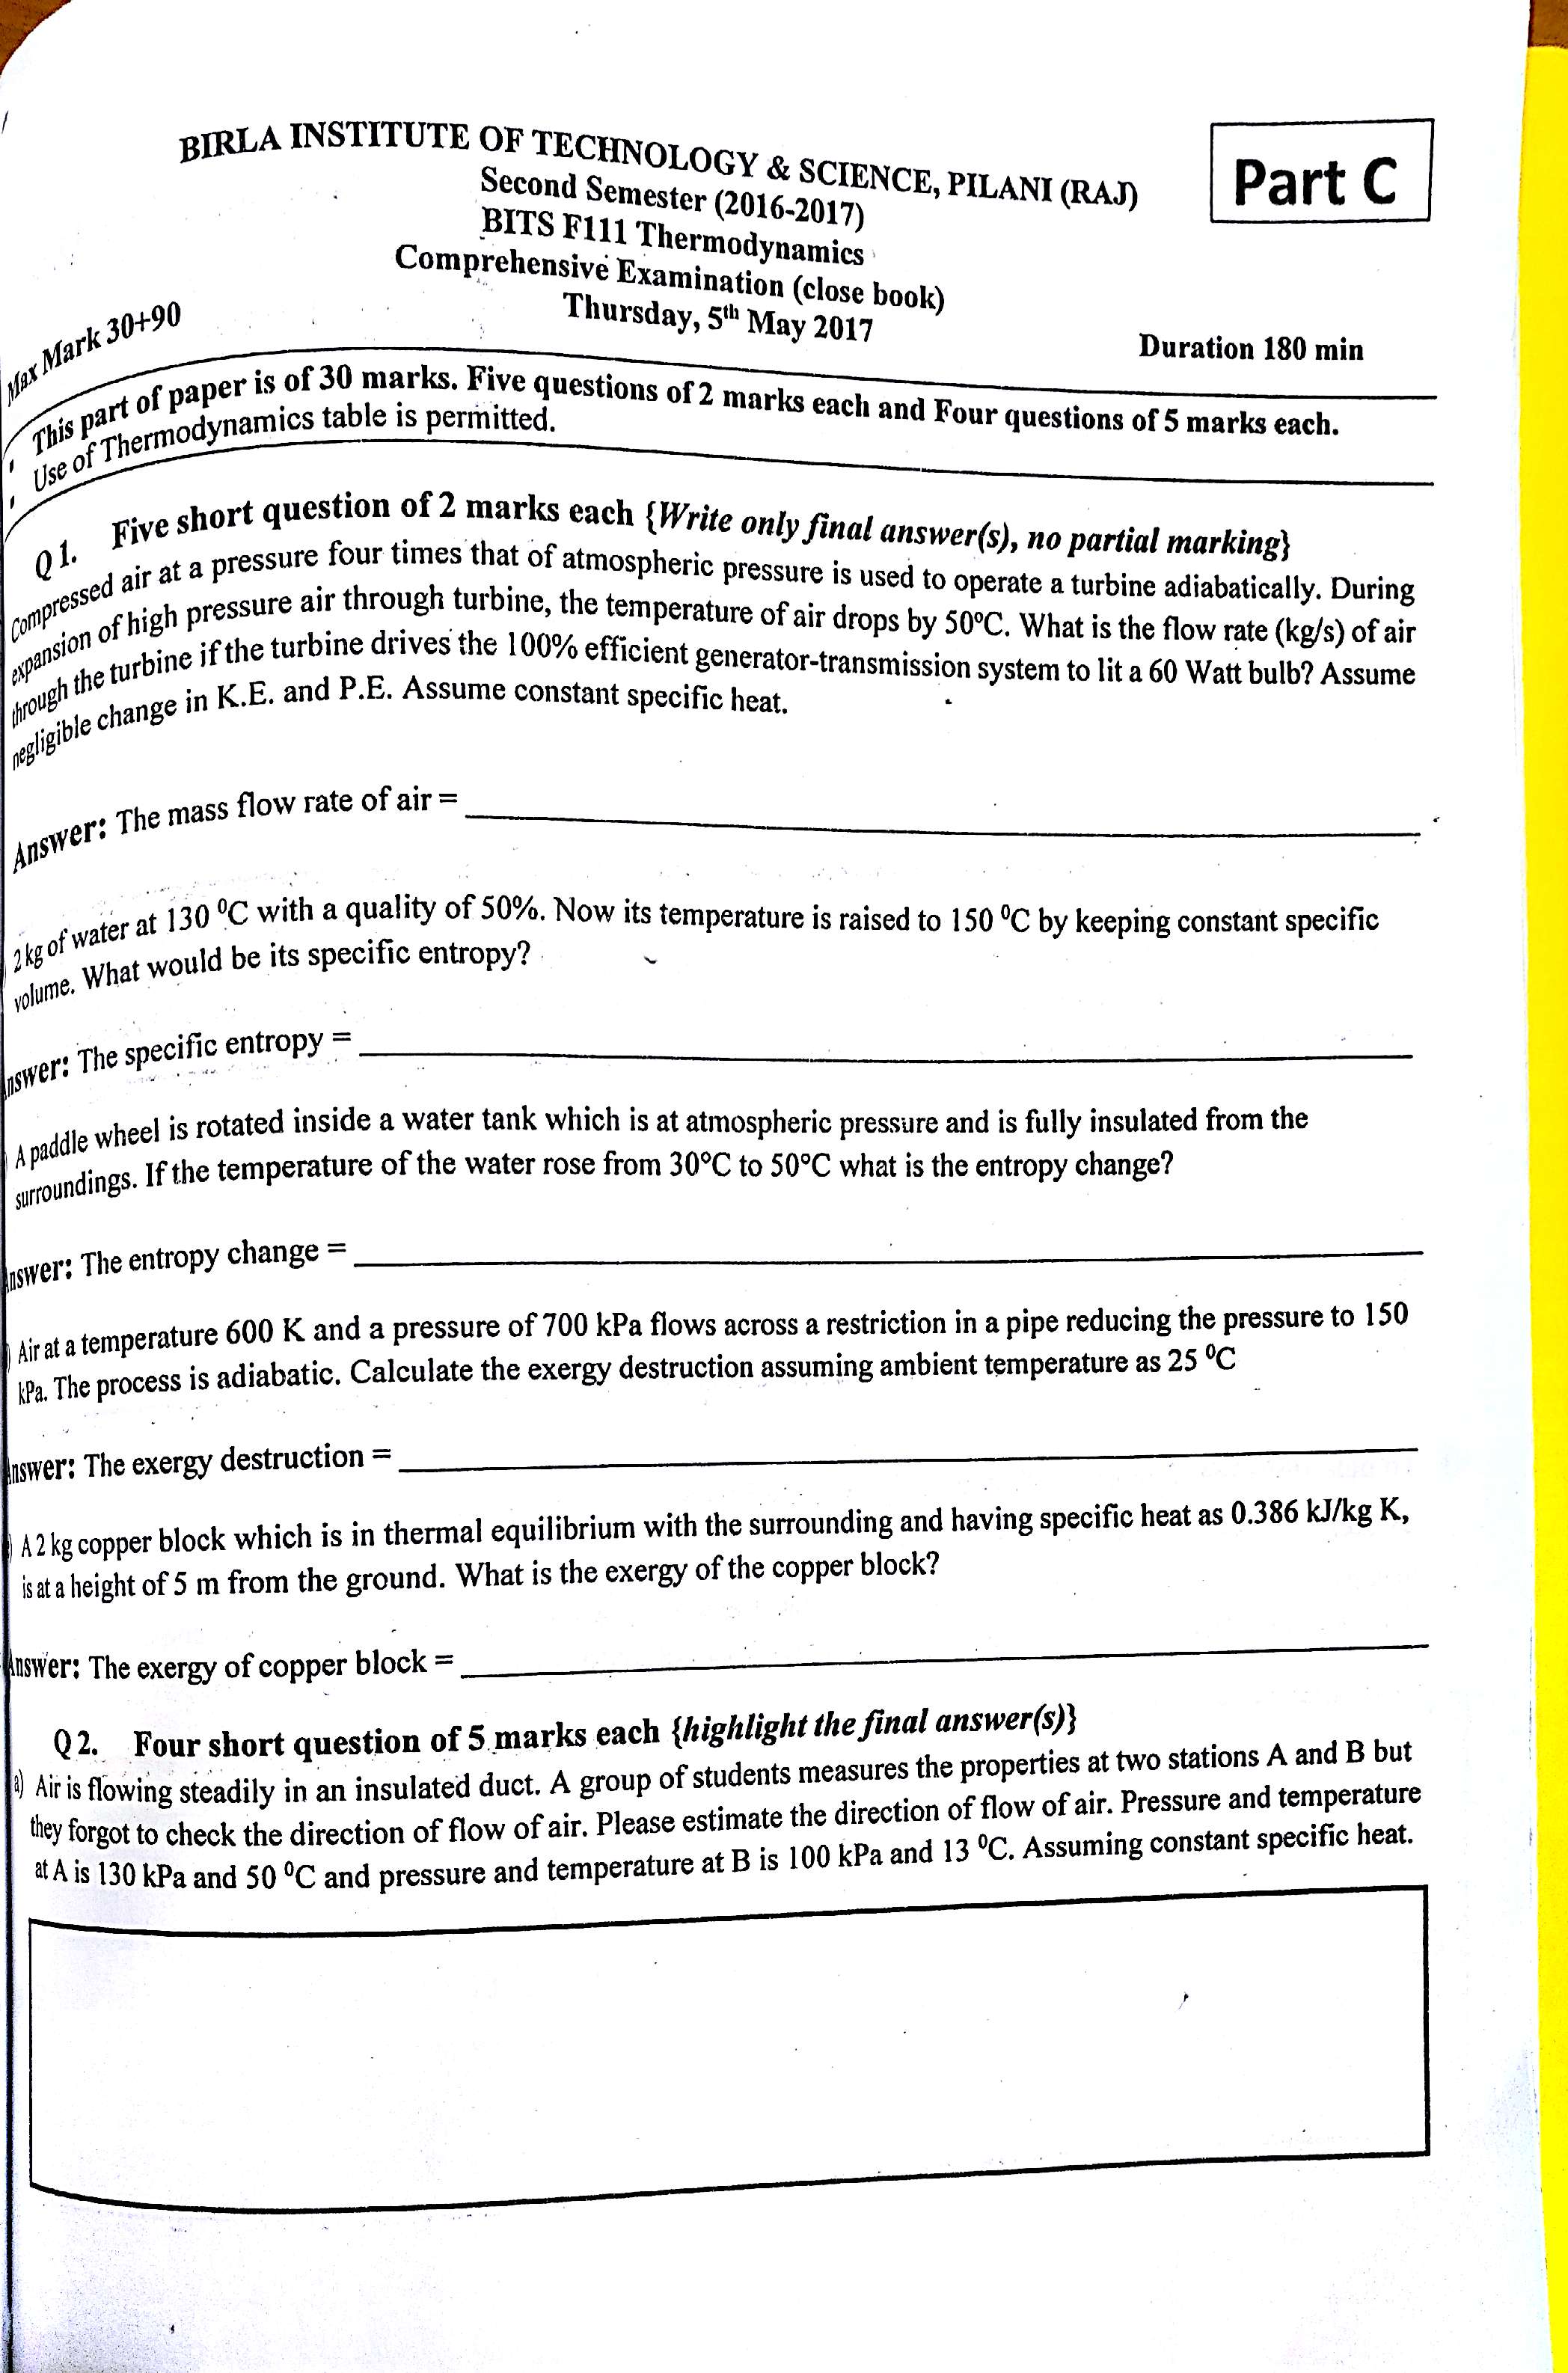 BIRLA INSTITUTE OF TECHNOLOGY & SCIENCE, PILANI (RAJ)
Part C
Second Semester (2016-2017)
BITS F111 Thermodynamics
Comprehensive Examination (close book)
Thursday, 5th May 2017
Max Mark 30+90
Duration 180 min
This part of paper is of 30 marks. Five questions of 2 marks each and Four questions of 5 marks each.
Use of Thermodynamics table is permitted.
Q 1. Five short question of 2 marks each {Write only final answer(s), no partial marking}
Compressed air at a pressure four times that of atmospheric pressure is used to operate a turbine adiabatically. During
expansion of high pressure air through turbine, the temperature of air drops by 50°C. What is the flow rate (kg/s) of air
through the turbine if the turbine drives the 100% efficient generator-transmission system to lit a 60 Watt bulb? Assume
negligible change in K.E. and P.E. Assume constant specific heat.
Answer: The mass flow rate of air =
2 kg of water at 130 ⁰C with a quality of 50%. Now its temperature is raised to 150 ⁰C by keeping constant specific
volume. What would be its specific entropy?
nswer: The specific entropy =
A paddle wheel is rotated inside a water tank which is at atmospheric pressure and is fully insulated from the
surroundings. If the temperature of the water rose from 30°C to 50°C what is the entropy change?
nswer: The entropy change =
) Air at a temperature 600 K and a pressure of 700 kPa flows across a restriction in a pipe reducing the pressure to 150
kPa. The process is adiabatic. Calculate the exergy destruction assuming ambient temperature as 25 ⁰C
nswer: The exergy destruction =
) A 2 kg copper block which is in thermal equilibrium with the surrounding and having specific heat as 0.386 kJ/kg K,
is at a height of 5 m from the ground. What is the exergy of the copper block?
Answer: The exergy of copper block =
Q 2. Four short question of 5 marks each {highlight the final answer(s)}
a) Air is flowing steadily in an insulated duct. A group of students measures the properties at two stations A and B but
they forgot to check the direction of flow of air. Please estimate the direction of flow of air. Pressure and temperature
at A is 130 kPa and 50 ⁰C and pressure and temperature at B is 100 kPa and 13 ⁰C. Assuming constant specific heat.